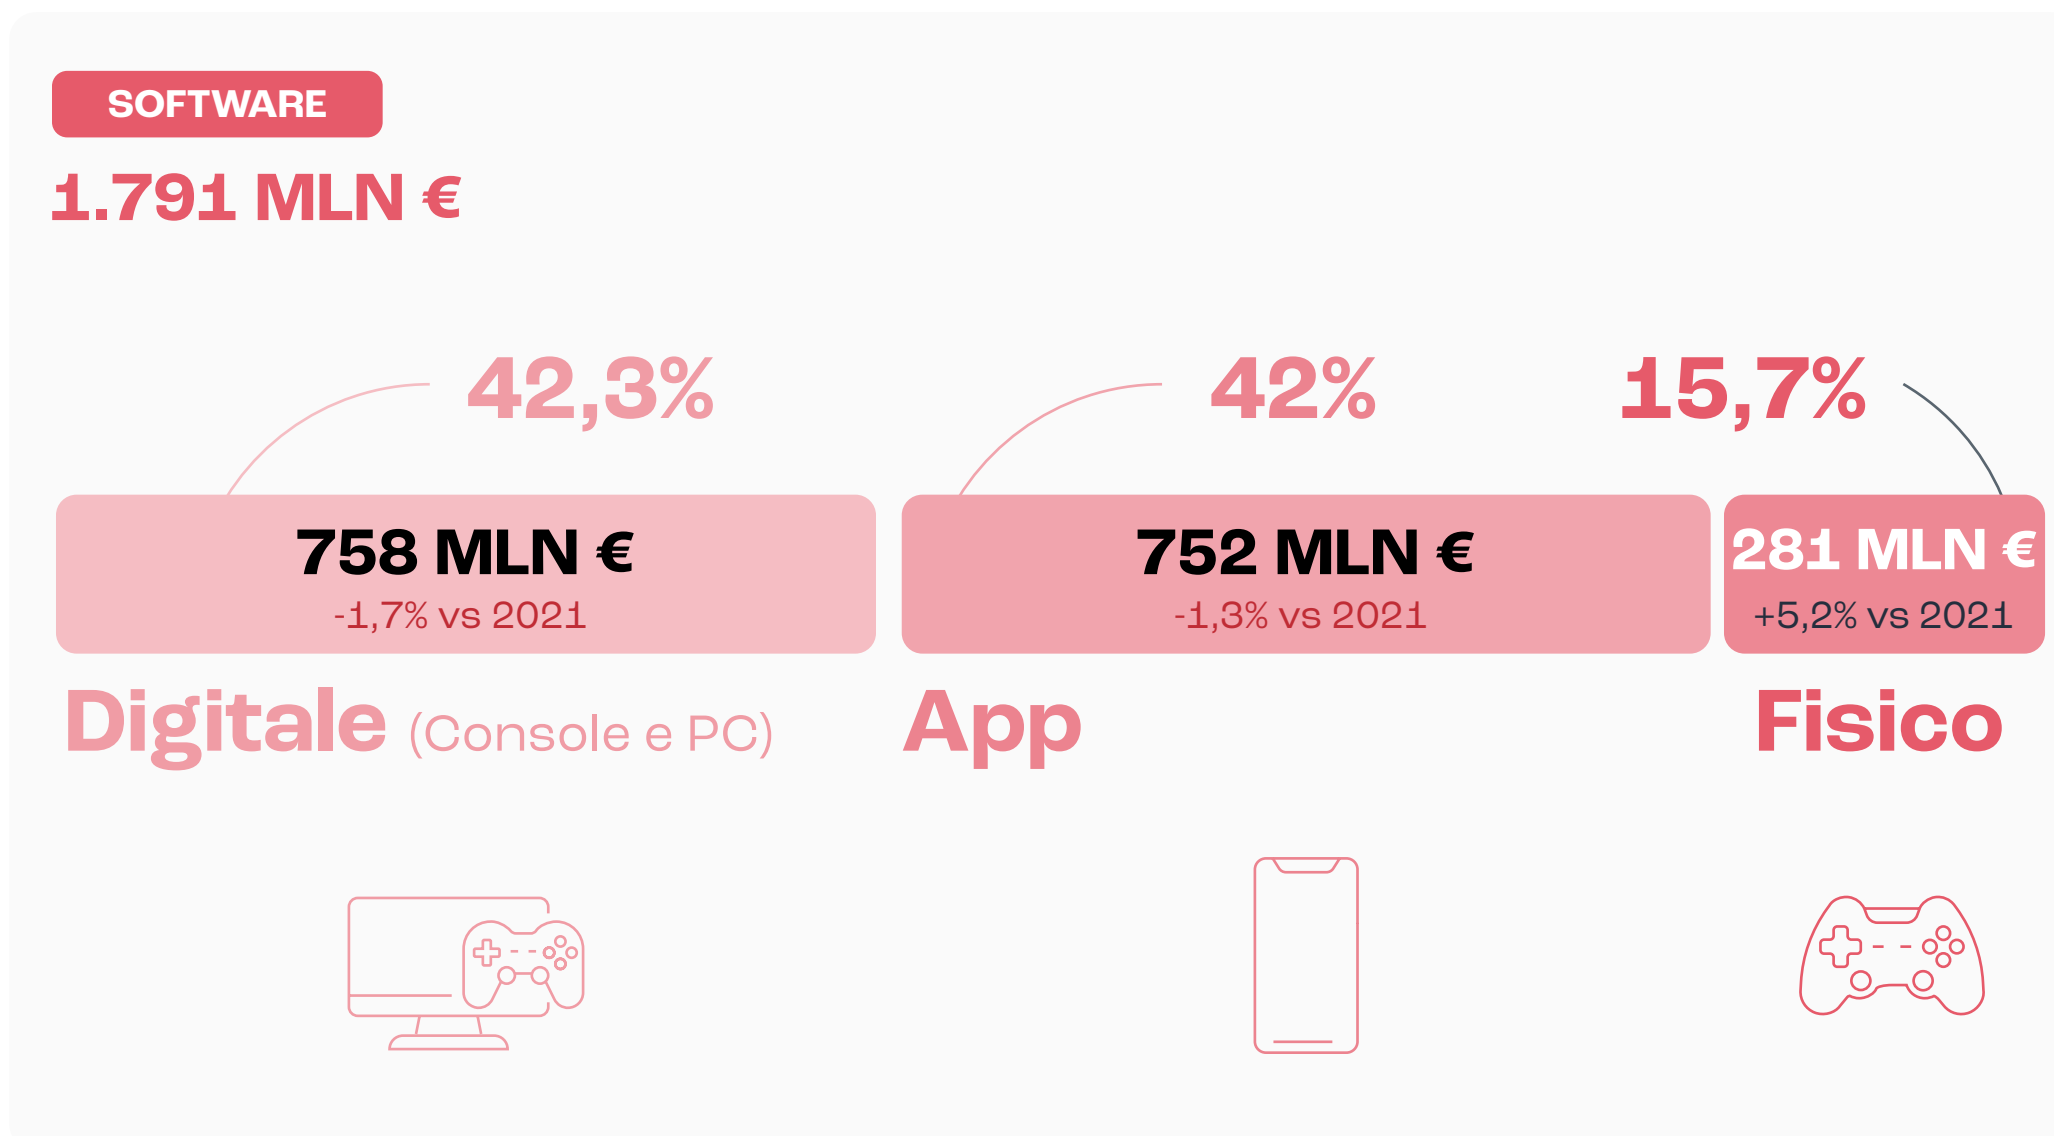 SOFTWARE
1.791 MLN €
42,3%
42%
15,7%
758 MLN €
-1,7% vs 2021
752 MLN €
-1,3% vs 2021
281 MLN €
+5,2% vs 2021
Digitale (Console e PC)
App
Fisico